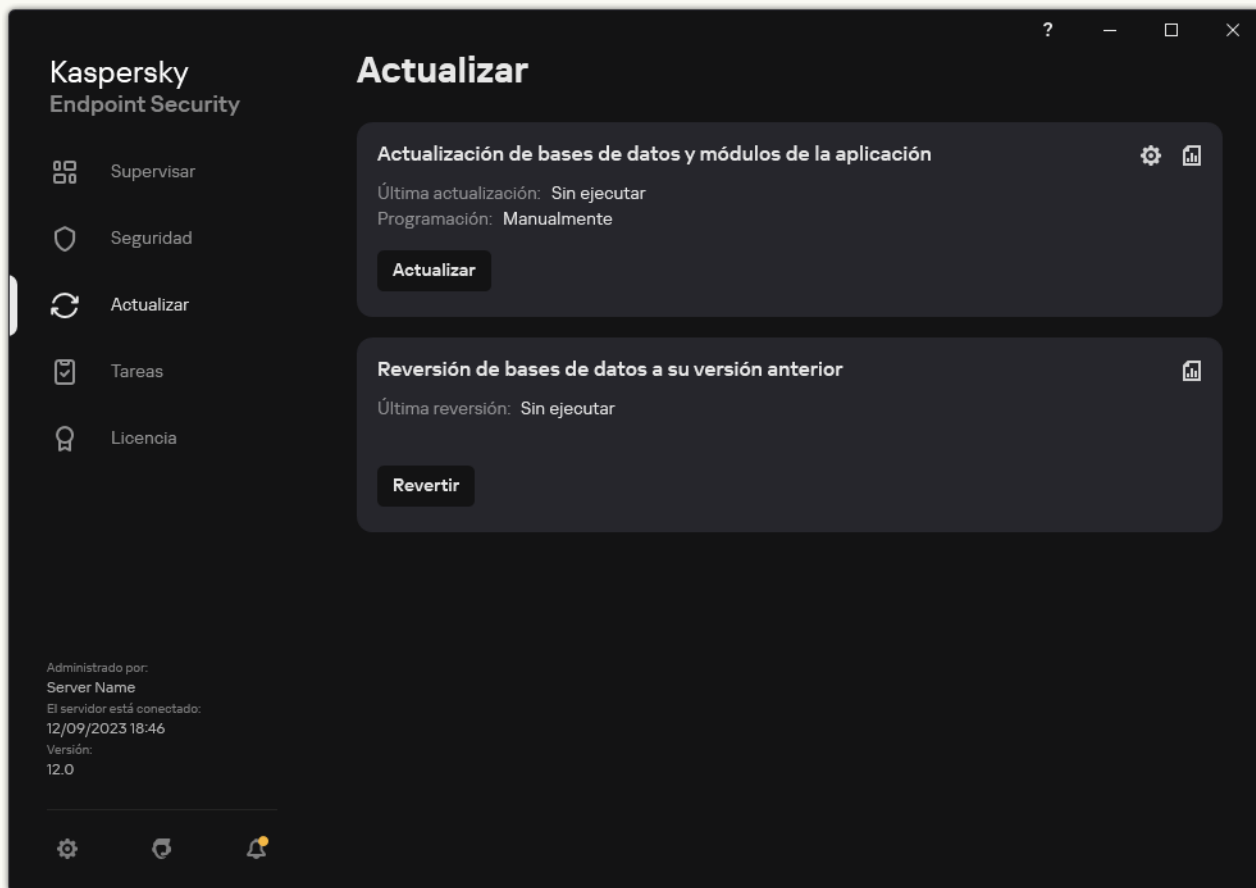 ?
Kaspersky
Endpoint Security
Supervisar
Seguridad
Actualizar
Tareas
Licencia
Administrado por:
Server Name
El servidor está conectado:
12/09/2023 18:46
Versión:
12.0
Actualizar
Actualización de bases de datos y módulos de la aplicación
Última actualización: Sin ejecutar
Programación: Manualmente
Actualizar
Reversión de bases de datos a su versión anterior
Última reversión: Sin ejecutar
Revertir